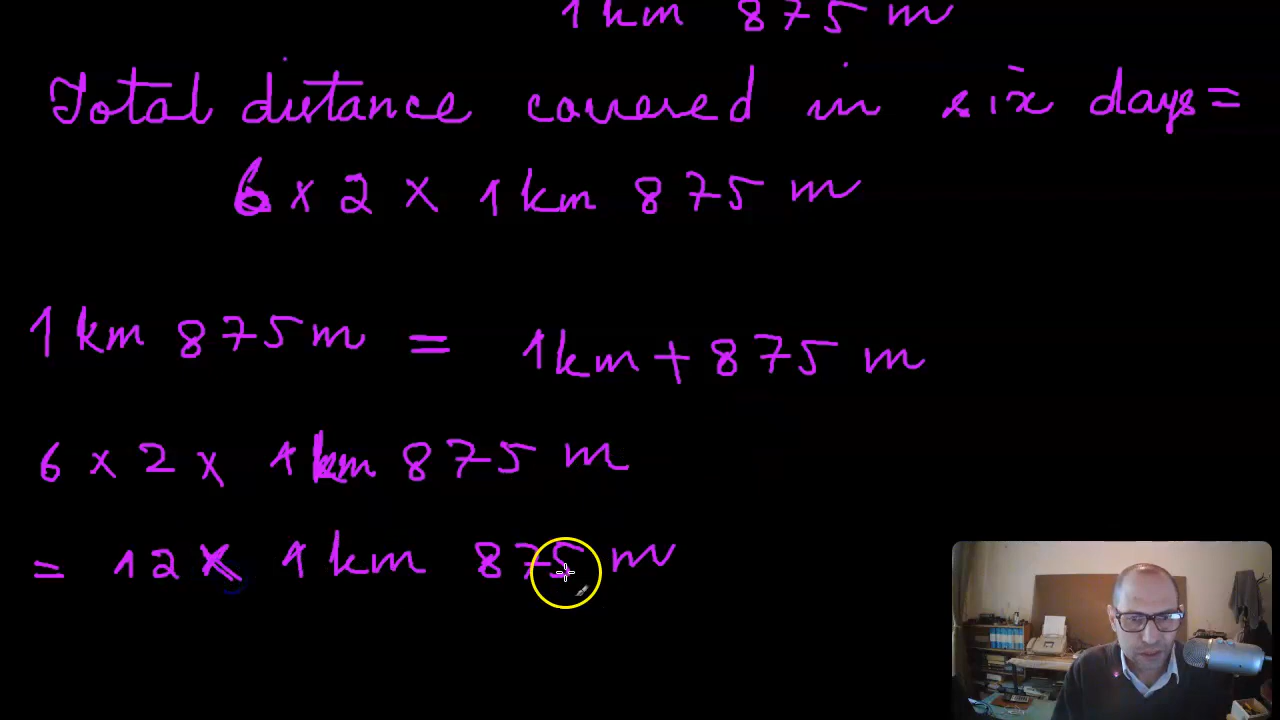 1 km 875 m
Total distance covered in six days =
6 × 2 × 1 km 875 m
1 km 875 m = 1 km + 875 m
6 × 2 × 1 km 875 m
= 12 × 1 km 875 m